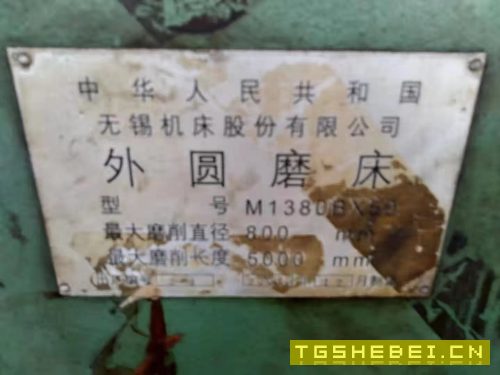 中华人民共和国
无锡机床股份有限公司
外圆磨床
型 号 M1380B
最大磨削直径 800 mm
最大磨削长度 5000 mm
TGSHEBEI.CN